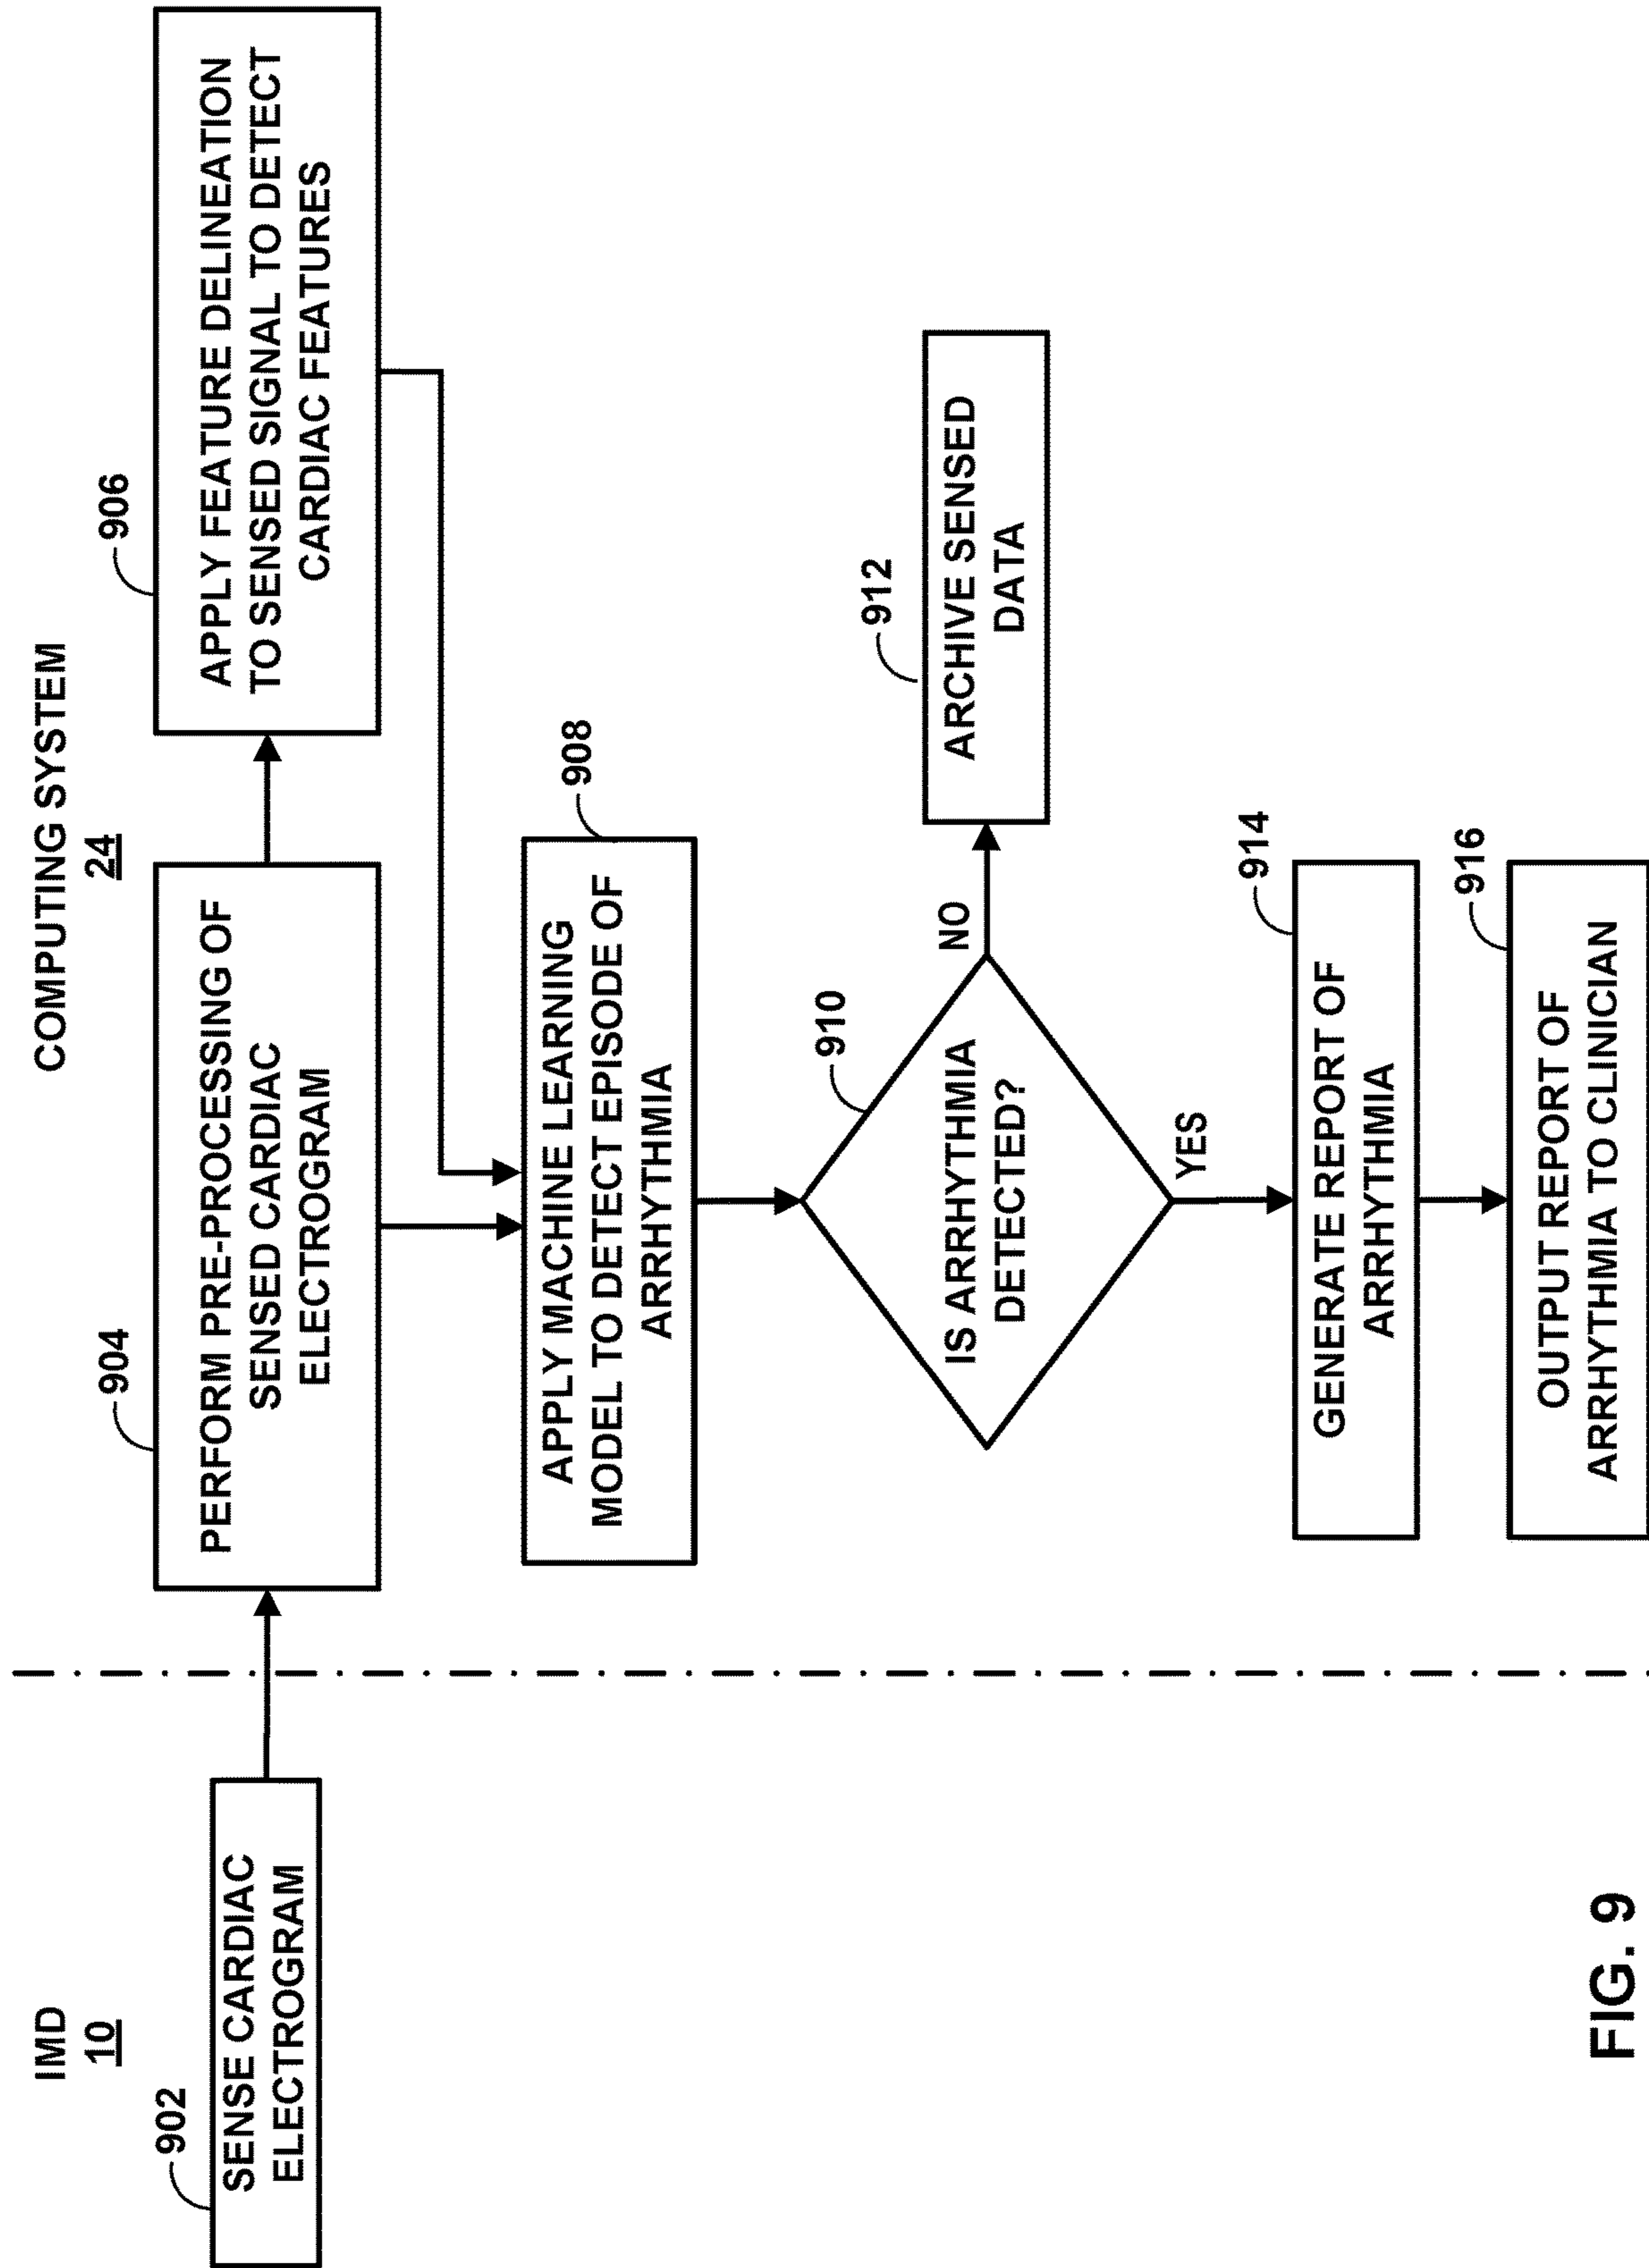 IMD
10
COMPUTING SYSTEM
24
902
SENSE CARDIAC
ELECTROGRAM
904
PERFORM PRE-PROCESSING OF
SENSED CARDIAC
ELECTROGRAM
906
APPLY FEATURE DELINEATION
TO SENSED SIGNAL TO DETECT
CARDIAC FEATURES
908
APPLY MACHINE LEARNING
MODEL TO DETECT EPISODE OF
ARRHYTHMIA
910
IS ARRHYTHMIA
DETECTED?
NO
912
ARCHIVE SENSED
DATA
YES
914
GENERATE REPORT OF
ARRHYTHMIA
916
OUTPUT REPORT OF
ARRHYTHMIA TO CLINICIAN
FIG. 9